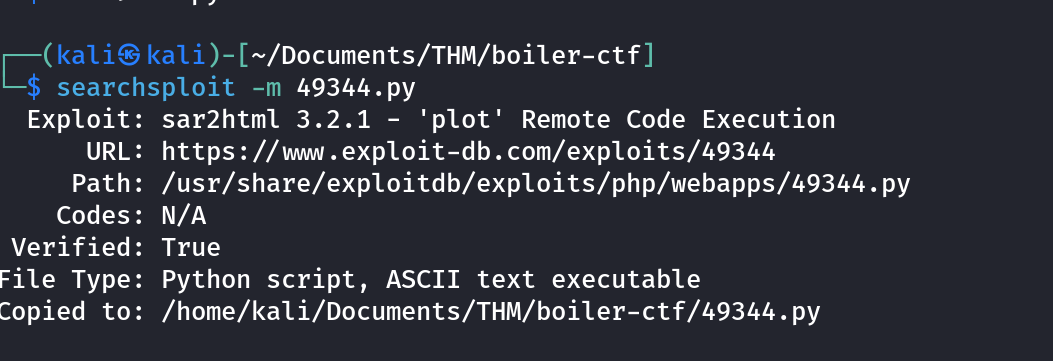 (kali㉿kali)-[~/Documents/THM/boiler-ctf]
$ searchsploit -m 49344.py
Exploit: sar2html 3.2.1 - 'plot' Remote Code Execution
URL: https://www.exploit-db.com/exploits/49344
Path: /usr/share/exploitdb/exploits/php/webapps/49344.py
Codes: N/A
Verified: True
File Type: Python script, ASCII text executable
Copied to: /home/kali/Documents/THM/boiler-ctf/49344.py